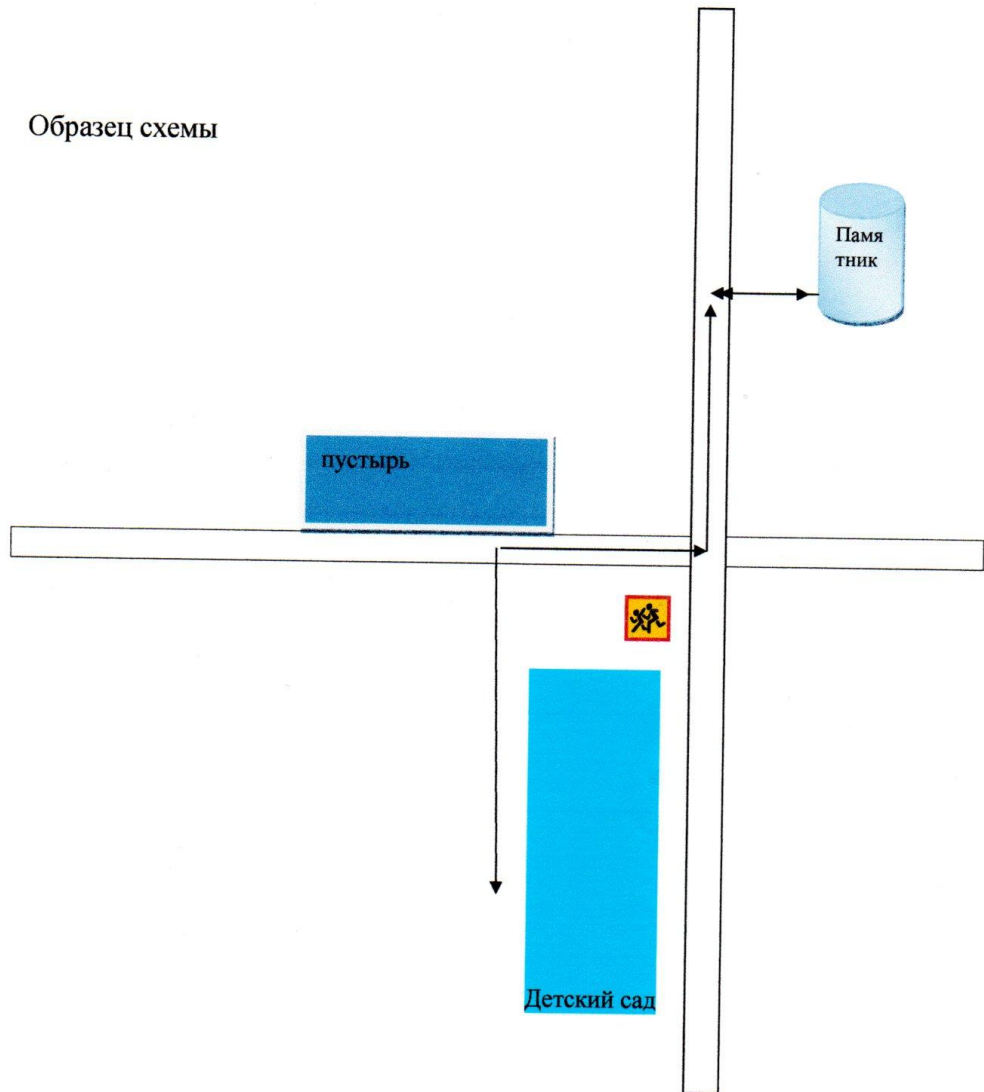 Образец схемы
Памя
тник
пустырь
Детский сад